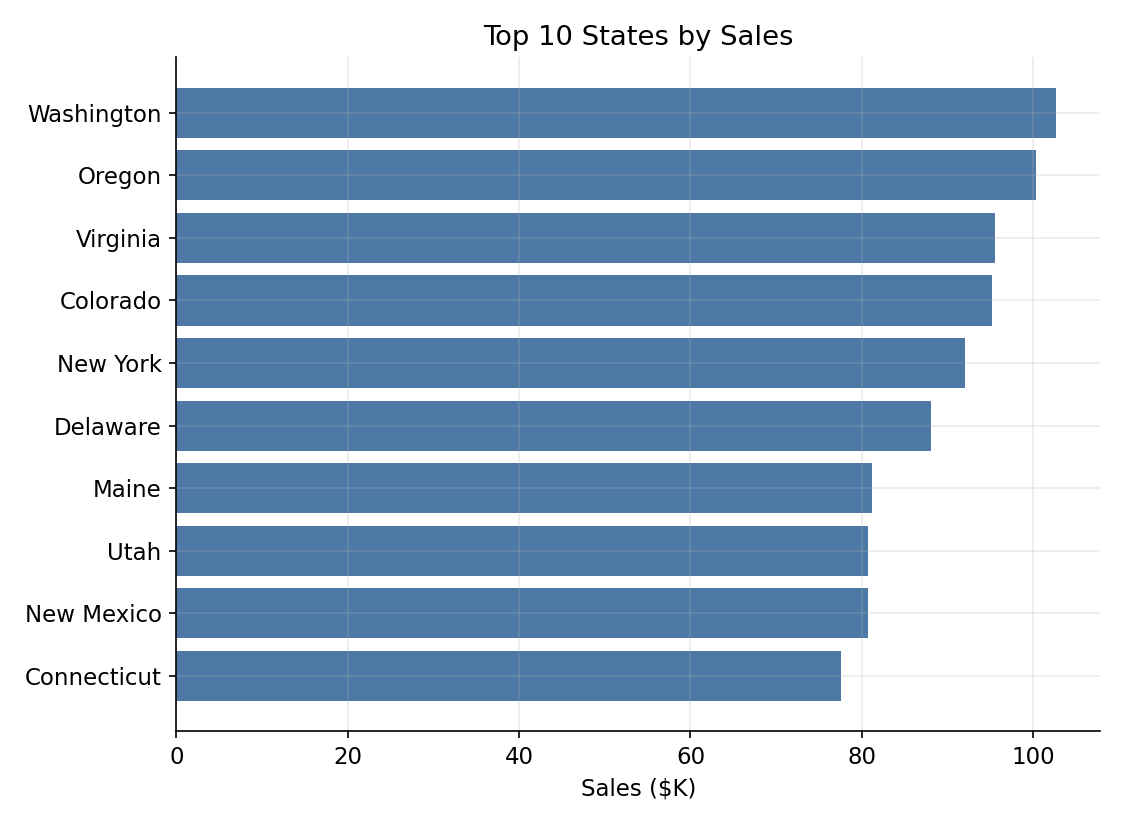 Top 10 States by Sales
Washington
Oregon
Virginia
Colorado
New York
Delaware
Maine
Utah
New Mexico
Connecticut
0 20 40 60 80 100
Sales ($K)